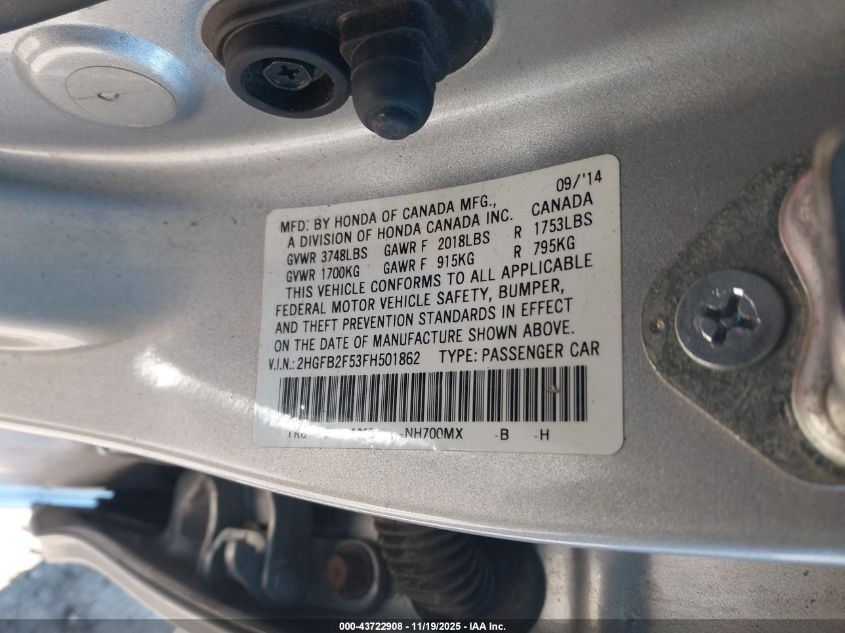 09/'14
MFD. BY HONDA OF CANADA MFG.,
A DIVISION OF HONDA CANADA INC. CANADA
GVWR 3748LBS GAWR F 2018LBS R 1753LBS
GVWR 1700KG GAWR F 915KG R 795KG
THIS VEHICLE CONFORMS TO ALL APPLICABLE
FEDERAL MOTOR VEHICLE SAFETY, BUMPER,
AND THEFT PREVENTION STANDARDS IN EFFECT
ON THE DATE OF MANUFACTURE SHOWN ABOVE.
V.I.N.: 2HGFB2F53FH501862 TYPE: PASSENGER CAR
-NH700MX -B -H
000-43722908 - 11/19/2025 - IAA Inc.